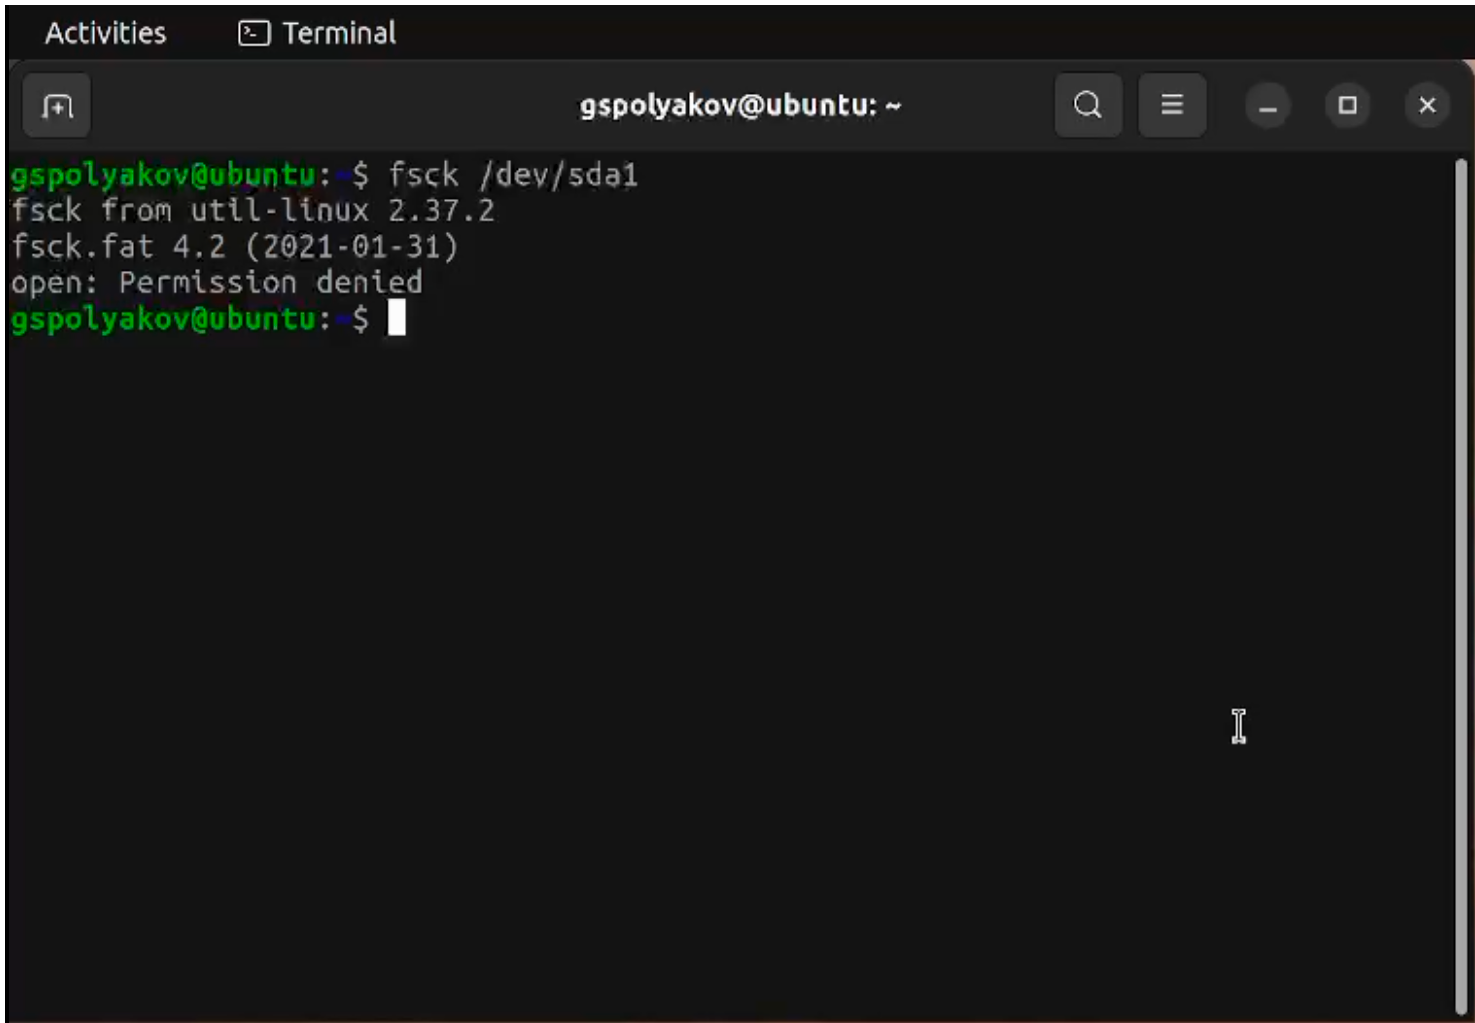 Activities Terminal
gspolyakov@ubuntu: ~
gspolyakov@ubuntu:~$ fsck /dev/sda1
fsck from util-linux 2.37.2
fsck.fat 4.2 (2021-01-31)
open: Permission denied
gspolyakov@ubuntu:~$